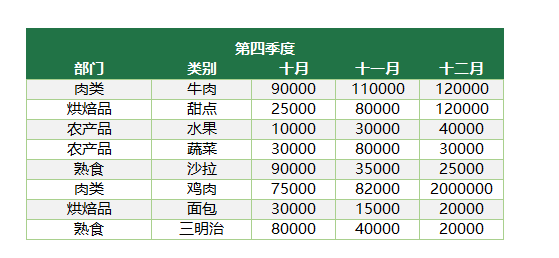 第四季度
部门 类别 十月 十一月 十二月
肉类 牛肉 90000 110000 120000
烘焙品 甜点 25000 80000 120000
农产品 水果 10000 30000 40000
农产品 蔬菜 30000 80000 30000
熟食 沙拉 90000 35000 25000
肉类 鸡肉 75000 82000 2000000
烘焙品 面包 30000 15000 20000
熟食 三明治 80000 40000 20000